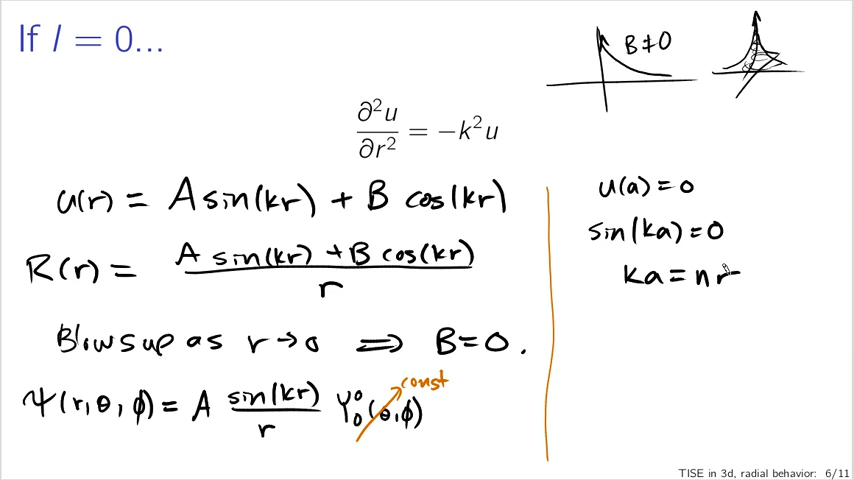 If l = 0...
B≠0
∂²u/∂r² = −k²u
u(r) = A sin(kr) + B cos(kr)
R(r) = (A sin(kr) + B cos(kr))/r
Blows up as r→0 ⟹ B=0.
Ψ(r,θ,ϕ) = A sin(kr)/r Y₀⁰(θ,ϕ)
const
u(a)=0
sin(ka)=0
ka = n
TISE in 3d, radial behavior: 6/11